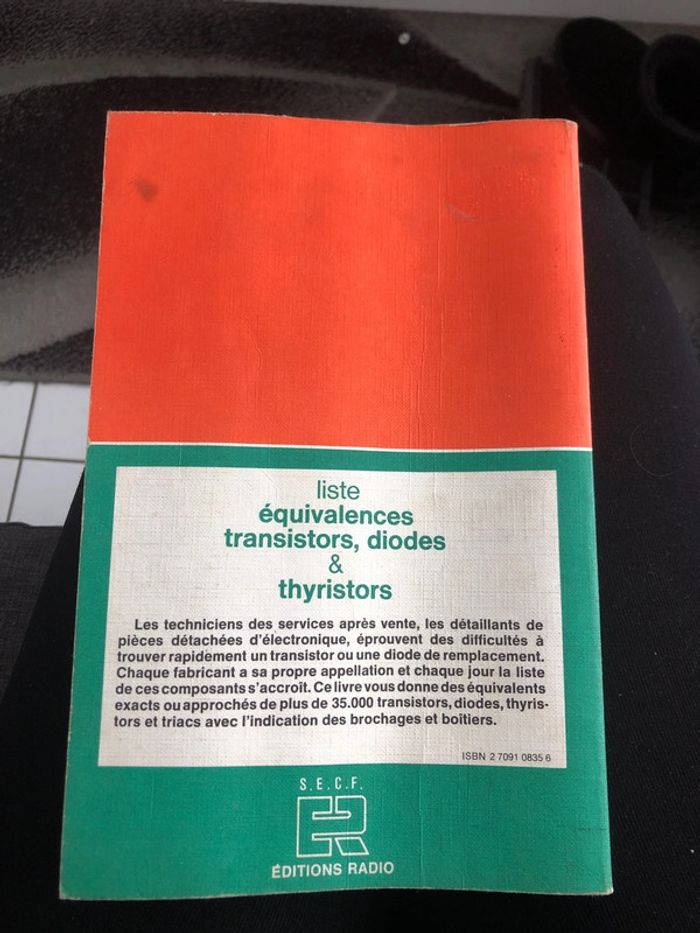 liste
équivalences
transistors, diodes
&
thyristors
Les techniciens des services après vente, les détaillants de
pièces détachées d'électronique, éprouvent des difficultés à
trouver rapidement un transistor ou une diode de remplacement.
Chaque fabricant a sa propre appellation et chaque jour la liste
de ces composants s'accroît. Ce livre vous donne des équivalents
exacts ou approchés de plus de 35.000 transistors, diodes, thyris-
tors et triacs avec l'indication des brochages et boîtiers.
ISBN 2 7091 0835 6
S.E.C.F.
ER
ÉDITIONS RADIO